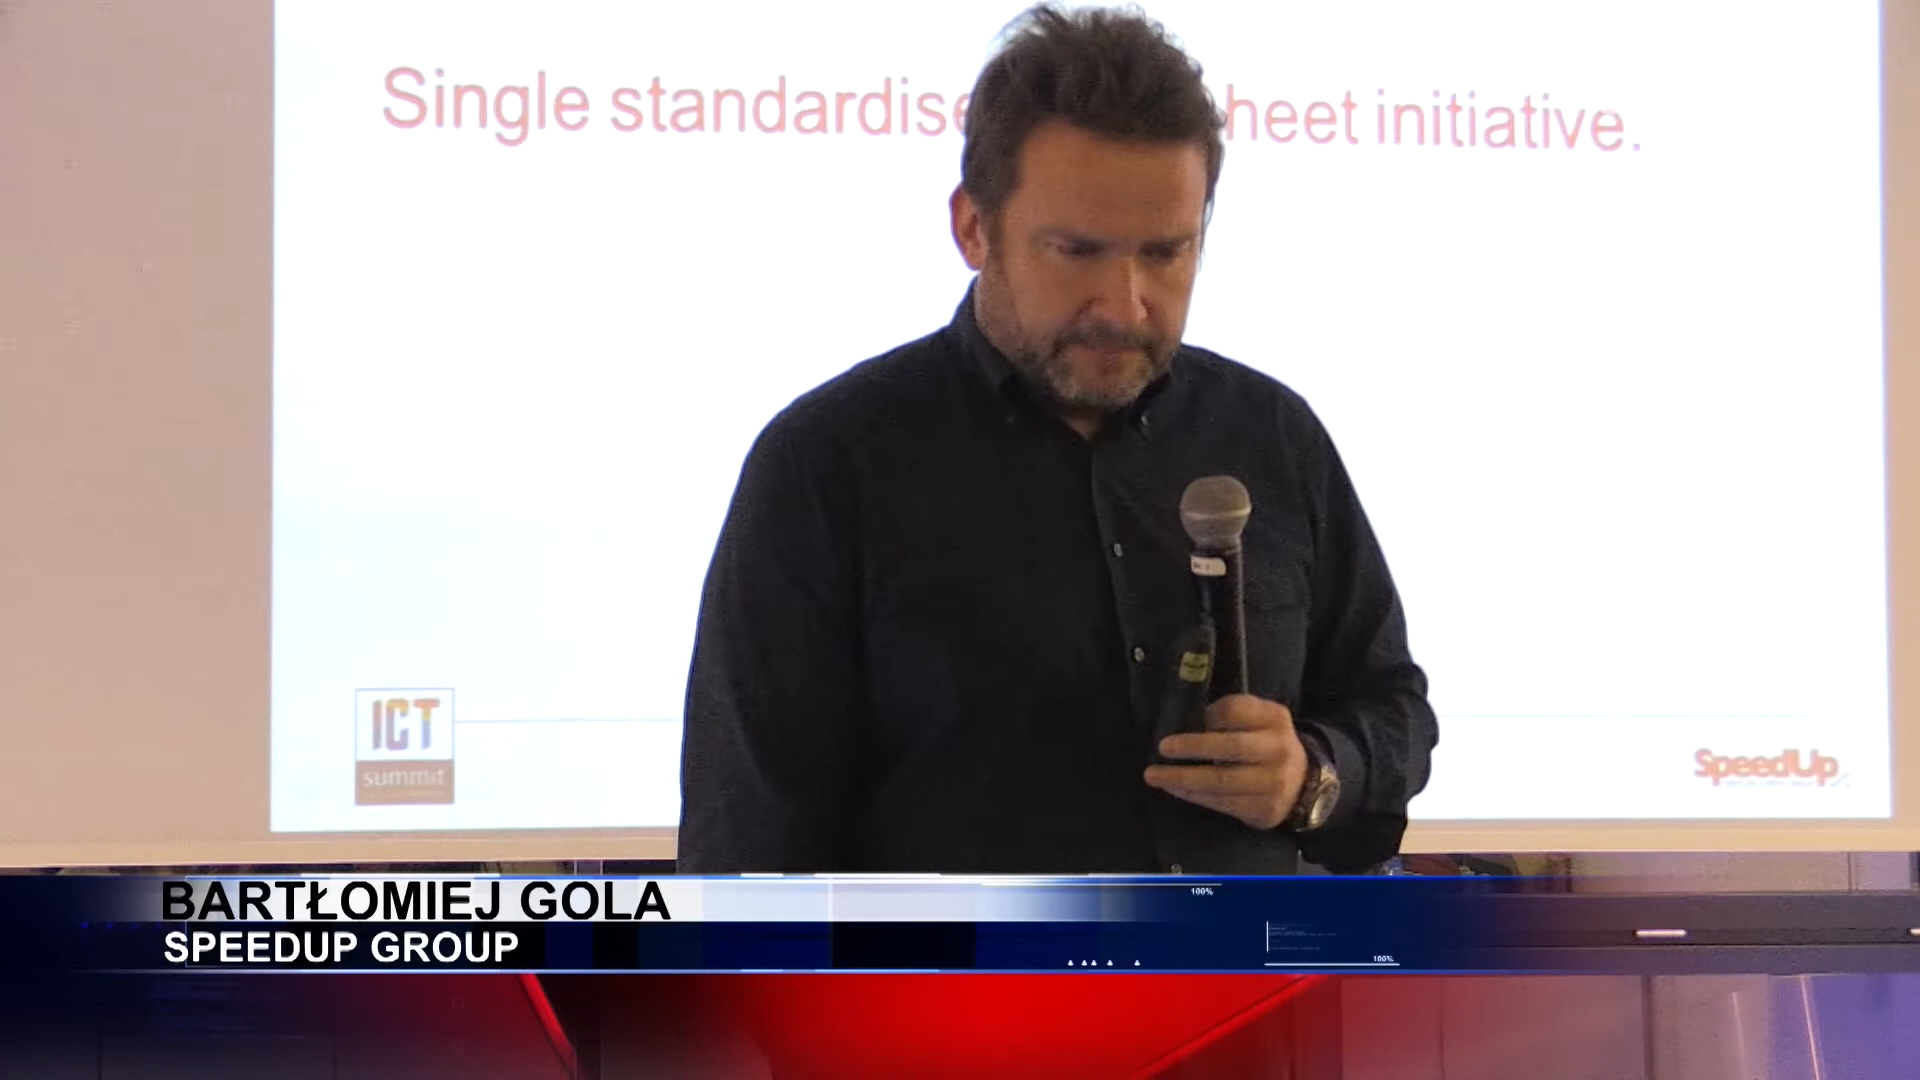 Single standardise heet initiative.
ICT
summit
SpeedUp
BARTŁOMIEJ GOLA
100%
SPEEDUP GROUP
100%